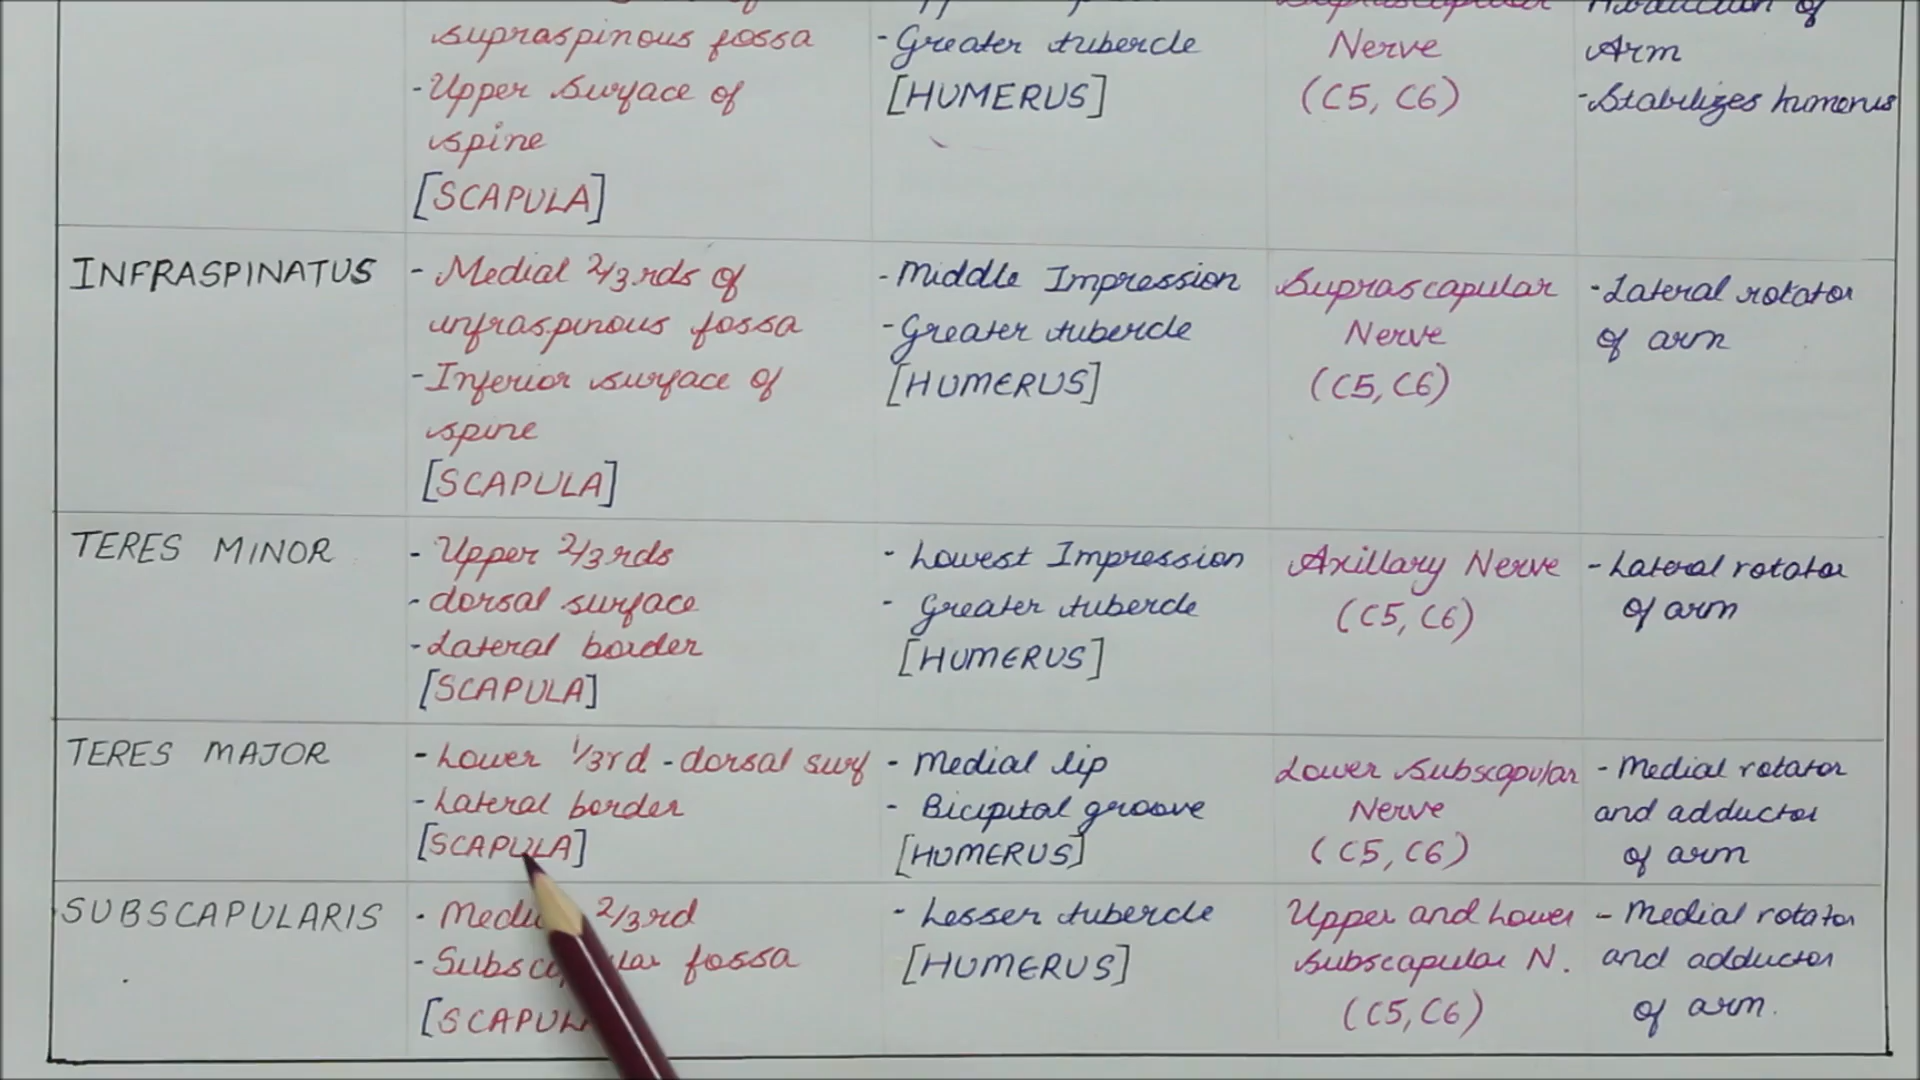 supraspinous fossa
- Upper surface of
spine
[SCAPULA]
- Greater tubercle
[HUMERUS]
Nerve
(C5, C6)
Arm
- Stabilizes humerus
INFRASPINATUS
- Medial 2/3rds of
infraspinous fossa
- Inferior surface of
spine
[SCAPULA]
- Middle Impression
- Greater tubercle
[HUMERUS]
Suprascapular
Nerve
(C5, C6)
- Lateral rotator
of arm
TERES MINOR
- Upper 2/3rds
- dorsal surface
- Lateral border
[SCAPULA]
- Lowest Impression
- Greater tubercle
[HUMERUS]
Axillary Nerve
(C5, C6)
- Lateral rotator
of arm
TERES MAJOR
- Lower 1/3rd - dorsal surf
- Lateral border
[SCAPULA]
- Medial lip
- Bicipital groove
[HUMERUS]
Lower Subscapular
Nerve
(C5, C6)
- Medial rotator
and adductor
of arm
SUBSCAPULARIS
- 2/3rd
- fossa
- Lesser tubercle
[HUMERUS]
Upper and Lower
subscapular N.
(C5, C6)
- Medial rotator
and adductor
of arm.